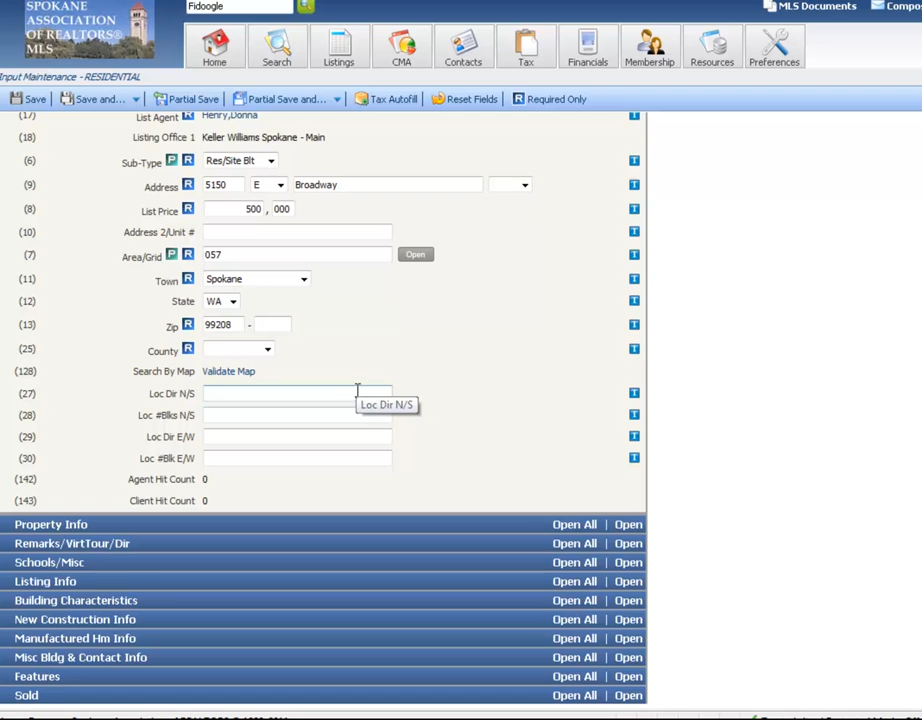 SPOKANE
ASSOCIATION
OF REALTORS®
MLS
Fidoogle
MLS Documents
Home Search Listings CMA Contacts Tax Financials Membership Resources Preferences
Input Maintenance - RESIDENTIAL
Save Save and... Partial Save Partial Save and... Tax Autofill Reset Fields R Required Only
(17) List Agent R Henry,Donna T
(18) Listing Office 1 Keller Williams Spokane - Main
(6) Sub-Type P R Res/Site Blt T
(9) Address R 5150 E Broadway T
(8) List Price R 500 , 000 T
(10) Address 2/Unit # T
(7) Area/Grid P R 057 Open T
(11) Town R Spokane T
(12) State WA T
(13) Zip R 99208 - T
(25) County R T
(128) Search By Map Validate Map
(27) Loc Dir N/S T
Loc Dir N/S
(28) Loc #Blks N/S T
(29) Loc Dir E/W T
(30) Loc #Blk E/W T
(142) Agent Hit Count 0
(143) Client Hit Count 0
Property Info Open All | Open
Remarks/VirtTour/Dir Open All | Open
Schools/Misc Open All | Open
Listing Info Open All | Open
Building Characteristics Open All | Open
New Construction Info Open All | Open
Manufactured Hm Info Open All | Open
Misc Bldg & Contact Info Open All | Open
Features Open All | Open
Sold Open All | Open